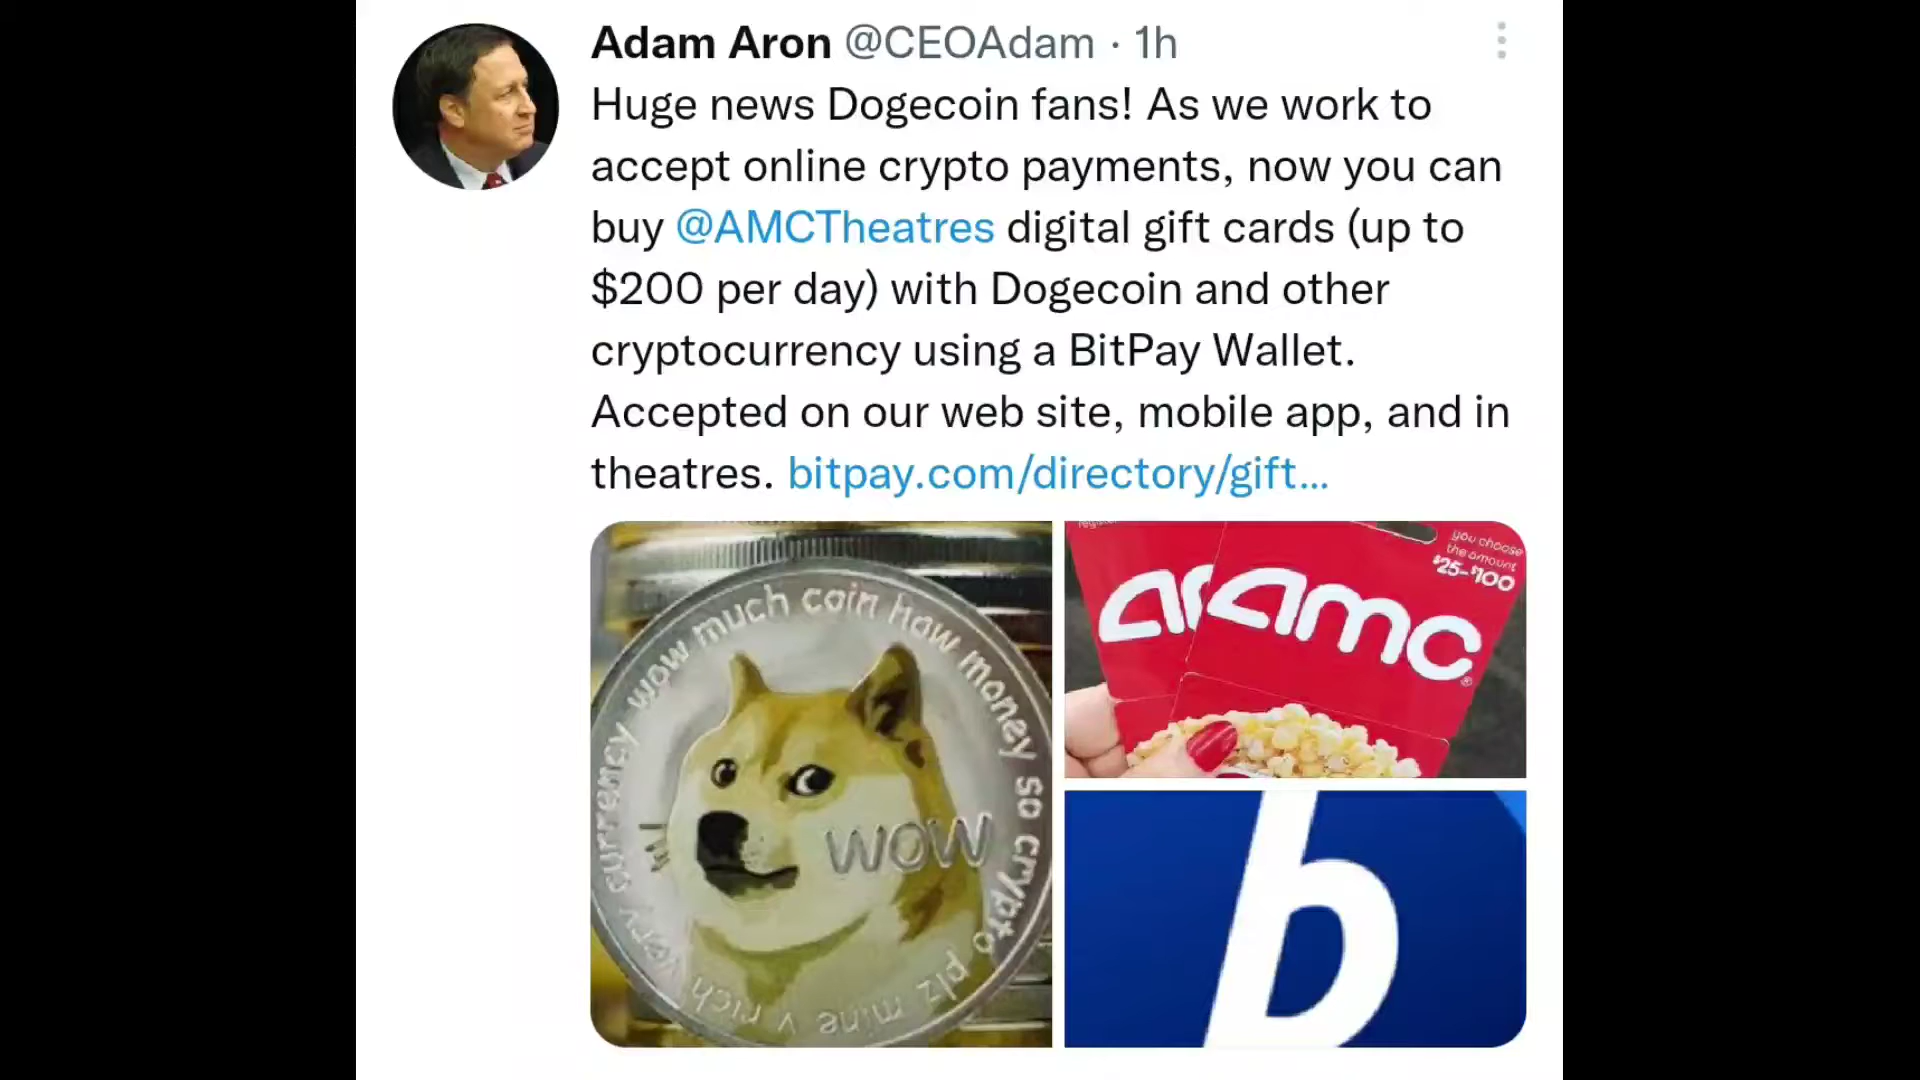 Adam Aron @CEOAdam · 1h
Huge news Dogecoin fans! As we work to
accept online crypto payments, now you can
buy @AMCTheatres digital gift cards (up to
$200 per day) with Dogecoin and other
cryptocurrency using a BitPay Wallet.
Accepted on our web site, mobile app, and in
theatres. bitpay.com/directory/gift...
very currency wow much coin how money so crypto plz mine v rich
wow
amc
you choose
the amount
$25-$100
amc
b